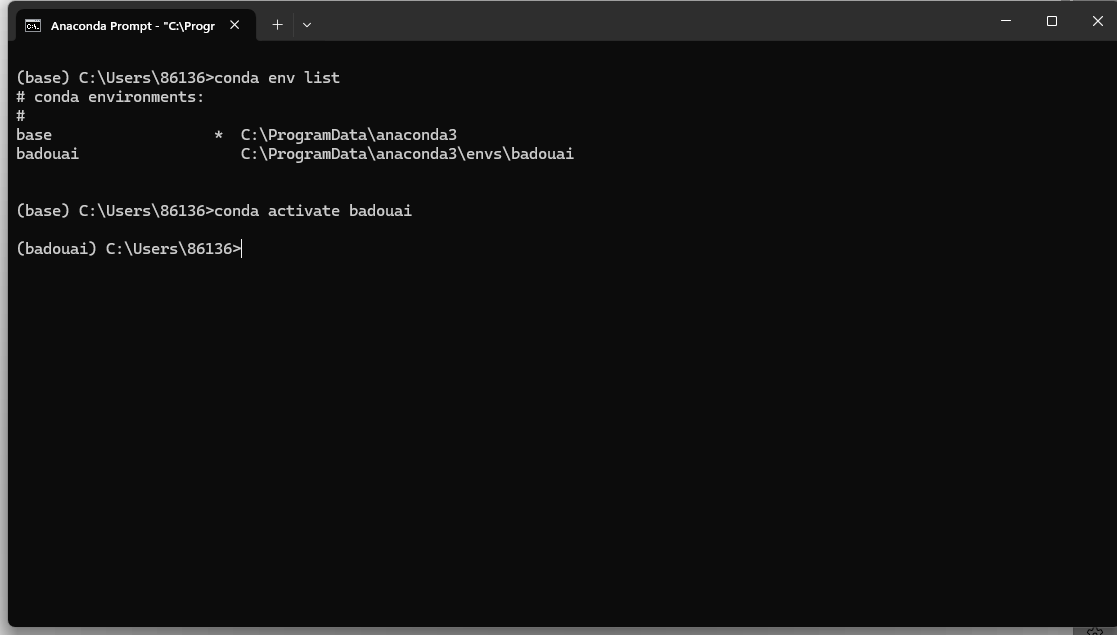 Anaconda Prompt - "C:\Progr
(base) C:\Users\86136>conda env list
# conda environments:
#
base                  *  C:\ProgramData\anaconda3
badouai                  C:\ProgramData\anaconda3\envs\badouai
(base) C:\Users\86136>conda activate badouai
(badouai) C:\Users\86136>